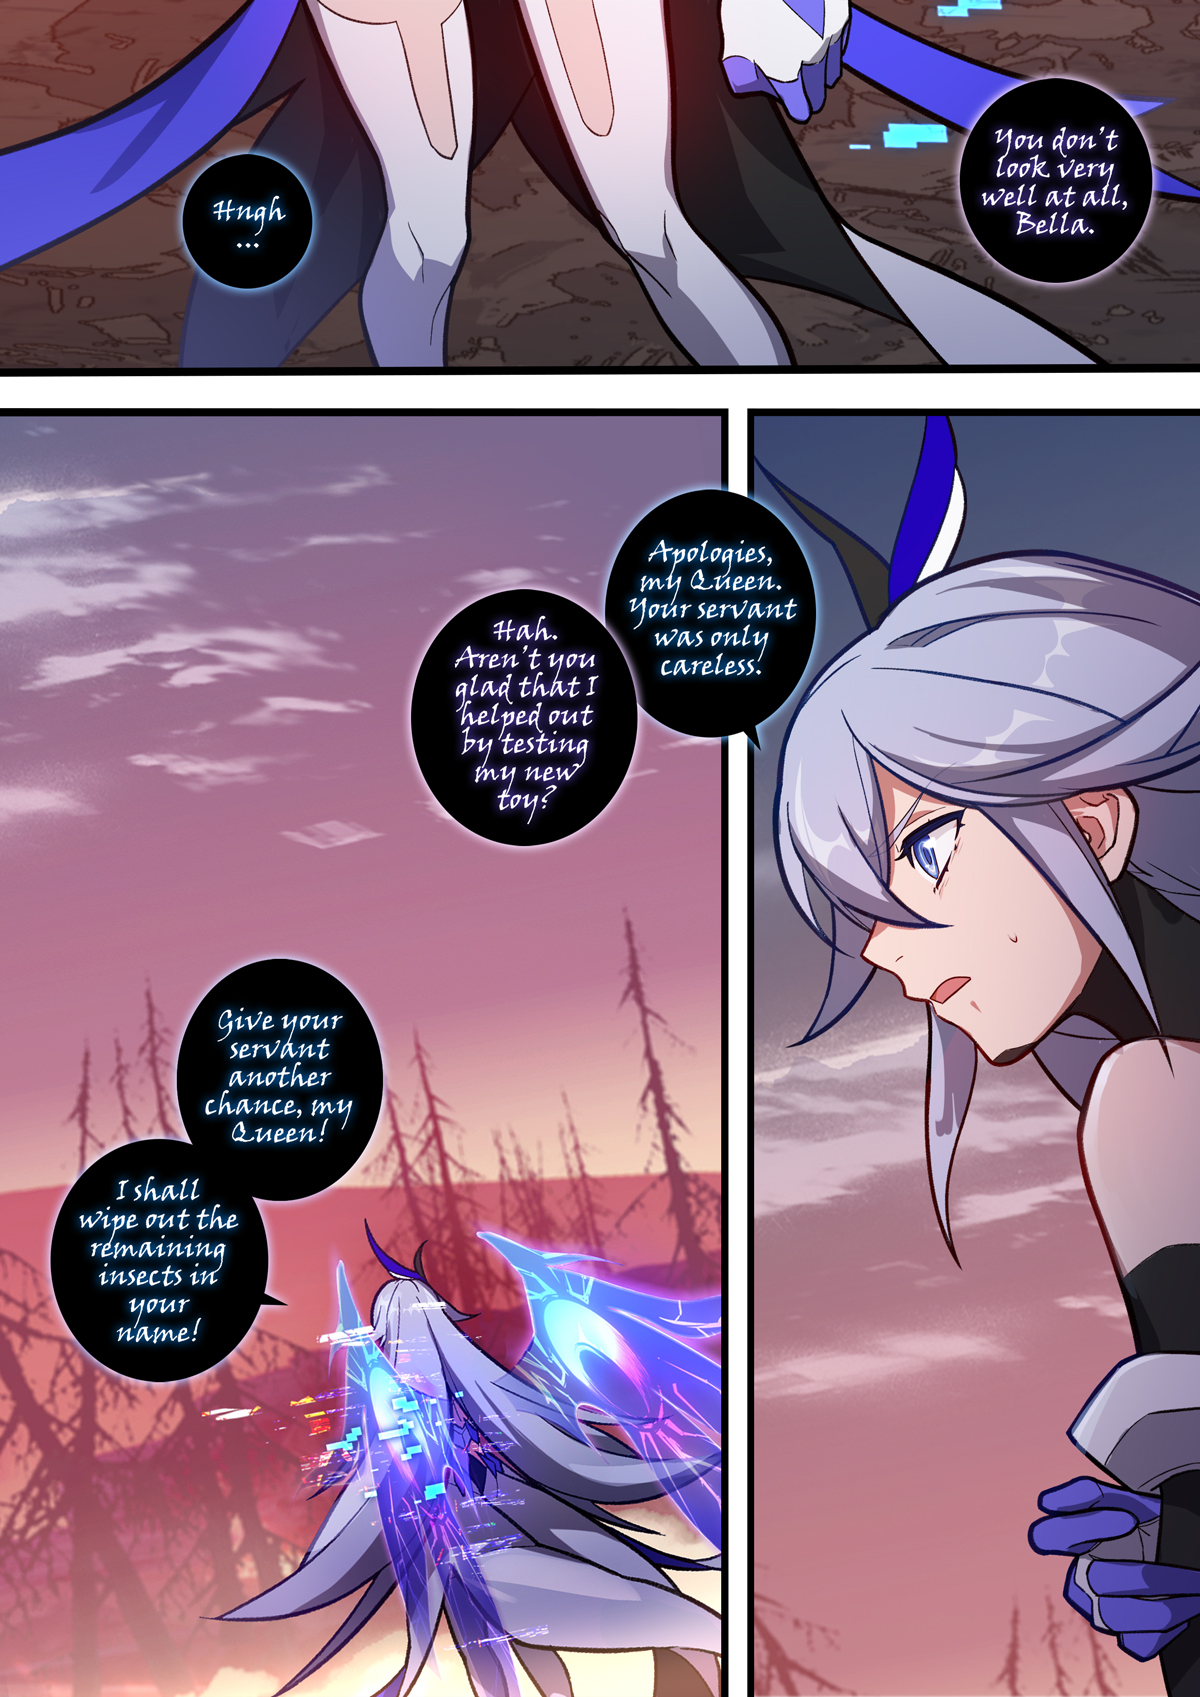 You don't
look very
well at all,
Bella.
Hngh
...
Apologies,
my Queen.
Your servant
was only
careless.
Hah.
Aren't you
glad that I
helped out
by testing
my new
toy?
Give your
servant
another
chance, my
Queen!
I shall
wipe out the
remaining
insects in
your
name!